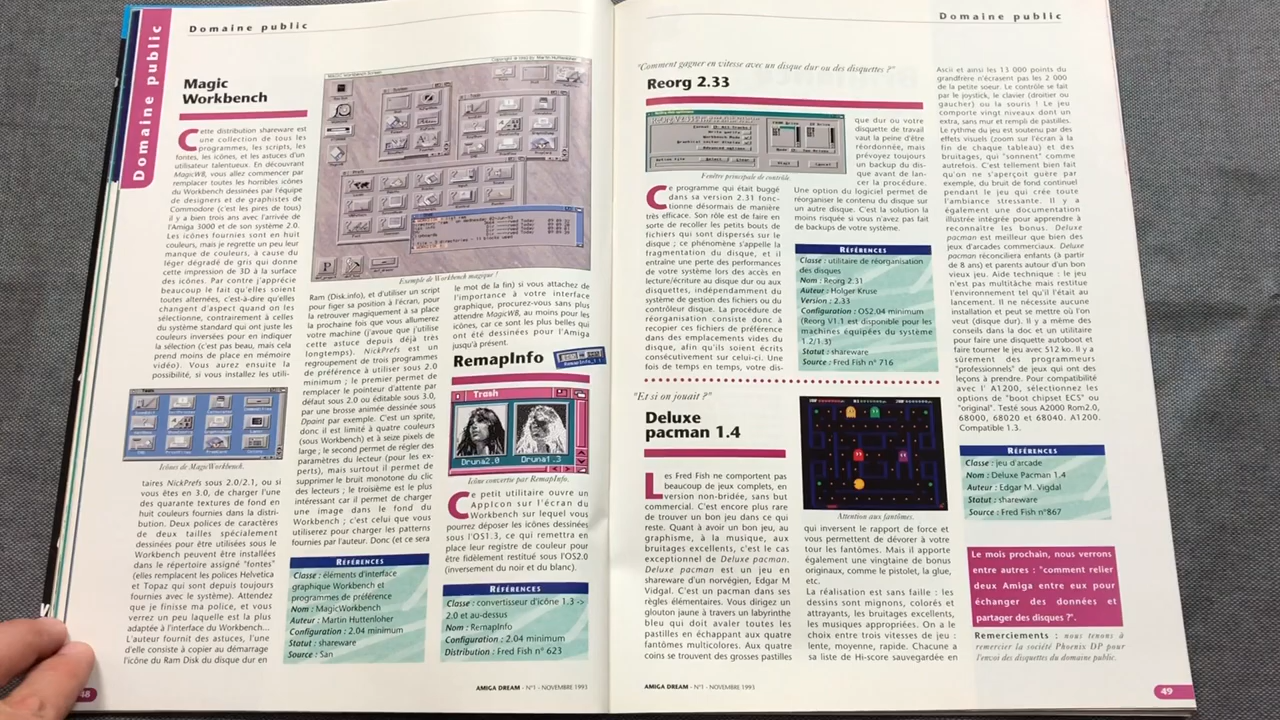 Domaine public
Domaine public
Magic
Workbench
Cette distribution shareware est
une collection de tous les
programmes, les scripts, les
fontes, les icônes, et les astuces d'un
utilisateur talentueux. En découvrant
MagicWB, vous allez commencer par
remplacer toutes les horribles icônes
du Workbench dessinées par l'équipe
de designers et de graphistes de
Commodore (c'est les pires de tous)
il y a bien trois ans avec l'arrivée de
l'Amiga 3000 et de son système 2.0.
Les icônes fournies sont en huit
couleurs, mais je regrette un peu leur
manque de couleurs, à cause du
léger dégradé de gris qui donne
cette impression de 3D à la surface
des icônes. Par contre j'apprécie
beaucoup le fait qu'elles soient
toutes alternées, c'est-à-dire qu'elles
changent d'aspect quand on les
sélectionne, contrairement à celles
du système standard qui ont juste les
couleurs inversées pour en indiquer
la sélection (c'est pas beau, mais cela
prend moins de place en mémoire
vidéo). Vous aurez ensuite la
possibilité, si vous installez les utili-
Icônes de MagicWorkbench.
taires NickPrefs sous 2.0/2.1, ou si
vous êtes en 3.0, de charger l'une
des quarante textures de fond en
huit couleurs fournies dans la distri-
bution. Deux polices de caractères
de deux tailles spécialement
dessinées pour être utilisées sous le
Workbench peuvent être installées
dans le répertoire assigné "fontes"
(elles remplacent les polices Helvetica
et Topaz qui sont depuis toujours
fournies avec le système). Attendez
que je finisse ma police, et vous
verrez un peu laquelle est la plus
adaptée à l'interface du Workbench...
L'auteur fournit des astuces, l'une
d'elle consiste à copier au démarrage
l'icône du Ram Disk du disque dur en
Exemple de Workbench magique !
Ram (Disk.info), et d'utiliser un script
pour figer sa position à l'écran, pour
la retrouver magiquement à sa place
la prochaine fois que vous allumerez
votre machine (j'avoue que j'utilise
cette astuce depuis déjà très
longtemps). NickPrefs est un
regroupement de trois programmes
de préférence à utiliser sous 2.0
minimum ; le premier permet de
remplacer le pointeur d'attente par
défaut sous 2.0 ou éditable sous 3.0,
par une brosse animée dessinée sous
Dpaint par exemple. C'est un sprite,
donc il est limité à quatre couleurs
(sous Workbench) et à seize pixels de
large ; le second permet de régler des
paramètres du lecteur (pour les ex-
perts), mais surtout il permet de
supprimer le bruit monotone du clic
des lecteurs ; le troisième est le plus
intéressant car il permet de charger
une image dans le fond du
Workbench ; c'est celui que vous
utiliserez pour charger les patterns
fournies par l'auteur. Donc (et ce sera
RÉFÉRENCES
Classe : éléments d'interface
graphique Workbench et
programmes de préférence
Nom : MagicWorkbench
Auteur : Martin Huttenloher
Configuration : 2.04 minimum
Statut : shareware
Source : San
le mot de la fin) si vous attachez de
l'importance à votre interface
graphique, procurez-vous sans plus
attendre MagicWB, au moins pour les
icônes, car ce sont les plus belles qui
ont été dessinées pour l'Amiga
jusqu'à présent.
RemapInfo
RemapInfo_1.1
Trash
Druna2.0 Druna1.3
Icône convertie par RemapInfo.
Ce petit utilitaire ouvre un
AppIcon sur l'écran du
Workbench sur lequel vous
pourrez déposer les icônes dessinées
sous l'OS1.3, ce qui remettra en
place leur registre de couleur pour
être fidèlement restitué sous l'OS2.0
(inversement du noir et du blanc).
RÉFÉRENCES
Classe : convertisseur d'icône 1.3 ->
2.0 et au-dessus
Nom : RemapInfo
Configuration : 2.04 minimum
Distribution : Fred Fish n° 623
48
AMIGA DREAM - N°1 - NOVEMBRE 1993
Domaine public
"Comment gagner en vitesse avec un disque dur ou des disquettes ?"
Reorg 2.33
Fenêtre principale de contrôle.
Ce programme qui était buggé
dans sa version 2.31 fonc-
tionne désormais de manière
très efficace. Son rôle est de faire en
sorte de recoller les petits bouts de
fichiers qui sont dispersés sur le
disque ; ce phénomène s'appelle la
fragmentation du disque, et il
entraîne une perte des performances
de votre système lors des accès en
lecture/écriture au disque dur ou aux
disquettes, indépendamment du
système de gestion des fichiers ou du
contrôleur disque. La procédure de
réorganisation consiste donc à
recopier ces fichiers de préférence
dans des emplacements vides du
disque, afin qu'ils soient écrits
consécutivement sur celui-ci. Une
fois de temps en temps, votre dis-
que dur ou votre
disquette de travail
vaut la peine d'être
réordonnée, mais
prévoyez toujours
un backup du dis-
que avant de lan-
cer la procédure.
Une option du logiciel permet de
réorganiser le contenu du disque sur
un autre disque. C'est la solution la
moins risquée si vous n'avez pas fait
de backups de votre système.
RÉFÉRENCES
Classe : utilitaire de réorganisation
des disques
Nom : Reorg 2.31
Auteur : Holger Kruse
Version : 2.33
Configuration : OS2.04 minimum
(Reorg V1.1 est disponible pour les
machines équipées du système
1.2/1.3)
Statut : shareware
Source : Fred Fish n° 716
"Et si on jouait ?"
Deluxe
pacman 1.4
Les Fred Fish ne comportent pas
beaucoup de jeux complets, en
version non-bridée, sans but
commercial. C'est encore plus rare
de trouver un bon jeu dans ce qui
reste. Quant à avoir un bon jeu, au
graphisme, à la musique, aux
bruitages excellents, c'est le cas
exceptionnel de Deluxe pacman.
Deluxe pacman est un jeu en
shareware d'un norvégien, Edgar M
Vidgal. C'est un pacman dans ses
règles élémentaires. Vous dirigez un
glouton jaune à travers un labyrinthe
bleu qui doit avaler toutes les
pastilles en échappant aux quatre
fantômes multicolores. Aux quatre
coins se trouvent des grosses pastilles
Attention aux fantômes.
qui inversent le rapport de force et
vous permettent de dévorer à votre
tour les fantômes. Mais il apporte
également une vingtaine de bonus
originaux, comme le pistolet, la glue,
etc.
La réalisation est sans faille : les
dessins sont mignons, colorés et
attrayants, les bruitages excellents,
les musiques appropriées. On a le
choix entre trois vitesses de jeu :
lente, moyenne, rapide. Chacune a
sa liste de Hi-score sauvegardée en
Ascii et ainsi les 13 000 points du
grandfrère n'écrasent pas les 2 000
de la petite soeur. Le contrôle se fait
par le joystick, le clavier (droitier ou
gaucher) ou la souris ! Le jeu
comporte vingt niveaux dont un
extra, sans mur et rempli de pastilles.
Le rythme du jeu est soutenu par des
effets visuels (zoom sur l'écran à la
fin de chaque tableau) et des
bruitages, qui "sonnent" comme
autrefois. C'est tellement bien fait
qu'on ne s'aperçoit guère par
exemple, du bruit de fond continuel
pendant le jeu qui crée toute
l'ambiance stressante. Il y a
également une documentation
illustrée intégrée pour apprendre à
reconnaître les bonus. Deluxe
pacman est meilleur que bien des
jeux d'arcades commerciaux. Deluxe
pacman réconciliera enfants (à partir
de 8 ans) et parents autour d'un bon
vieux jeu. Aide technique : le jeu
n'est pas multitâche mais restitue
l'environnement tel qu'il était au
lancement. Il ne nécessite aucune
installation et peut se mettre où l'on
veut (disque dur). Il y a même des
conseils dans la doc et un utilitaire
pour faire une disquette autoboot et
faire tourner le jeu avec 512 ko. Il y a
sûrement des programmeurs
"professionnels" de jeux qui ont des
leçons à prendre. Pour compatibilité
avec l' A1200, sélectionnez les
options de "boot chipset ECS" ou
"original". Testé sous A2000 Rom2.0,
68000, 68020 et 68040. A1200.
Compatible 1.3.
RÉFÉRENCES
Classe : jeu d'arcade
Nom : Deluxe Pacman 1.4
Auteur : Edgar M. Vigdal
Statut : shareware
Source : Fred Fish n°867
Le mois prochain, nous verrons
entre autres : "comment relier
deux Amiga entre eux pour
échanger des données et
partager des disques ?".
Remerciements : nous tenons à
remercier la société Phoenix DP pour
l'envoi des disquettes du domaine public.
AMIGA DREAM - N°1 - NOVEMBRE 1993
49